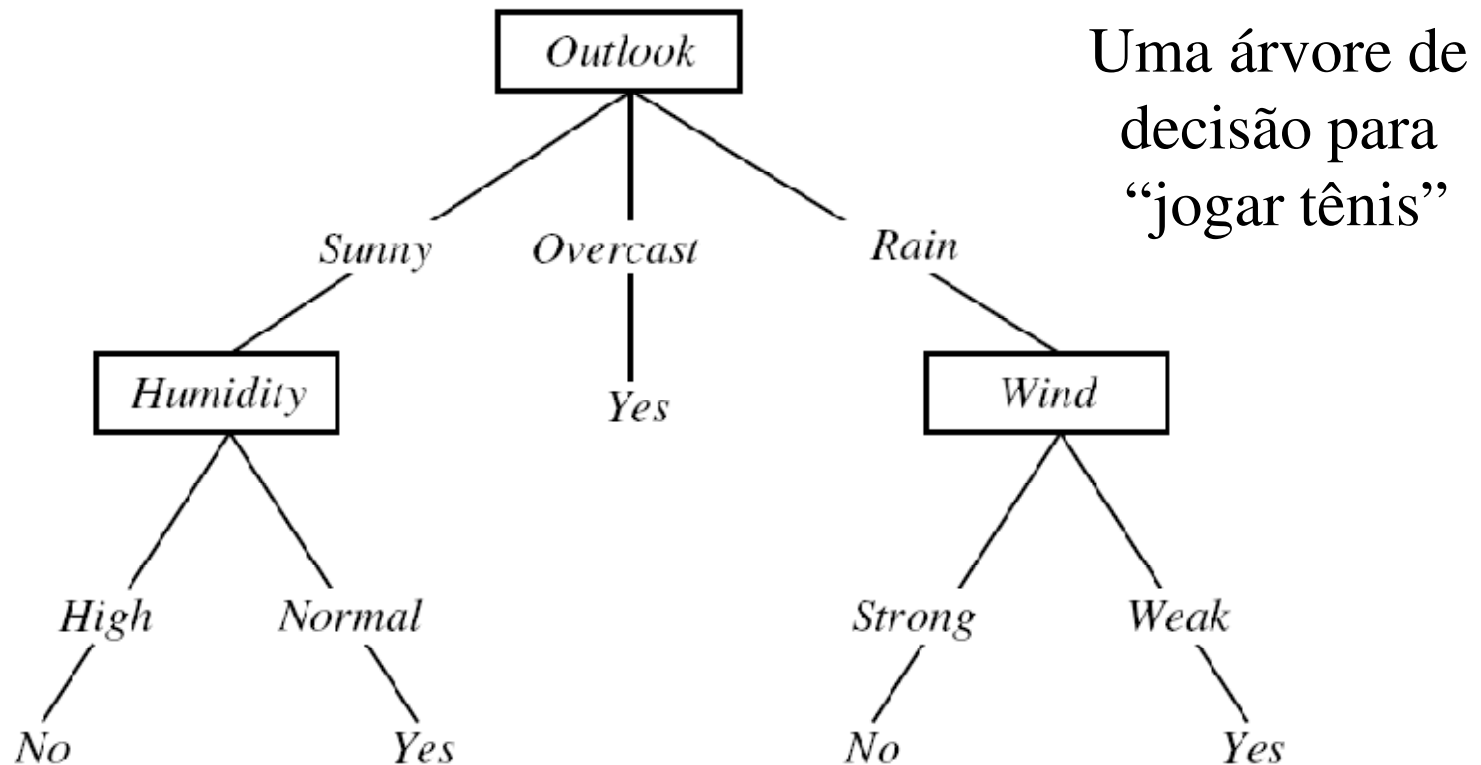 Outlook
Uma árvore de
decisão para
“jogar tênis”
Sunny
Overcast
Rain
Humidity
Yes
Wind
High
Normal
Strong
Weak
No
Yes
No
Yes